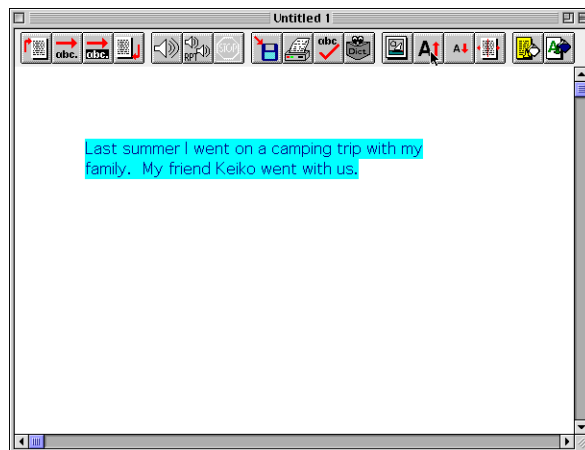 Untitled 1
abc. abc. RPT STOP abc Dict. A A A
Last summer I went on a camping trip with my
family.  My friend Keiko went with us.